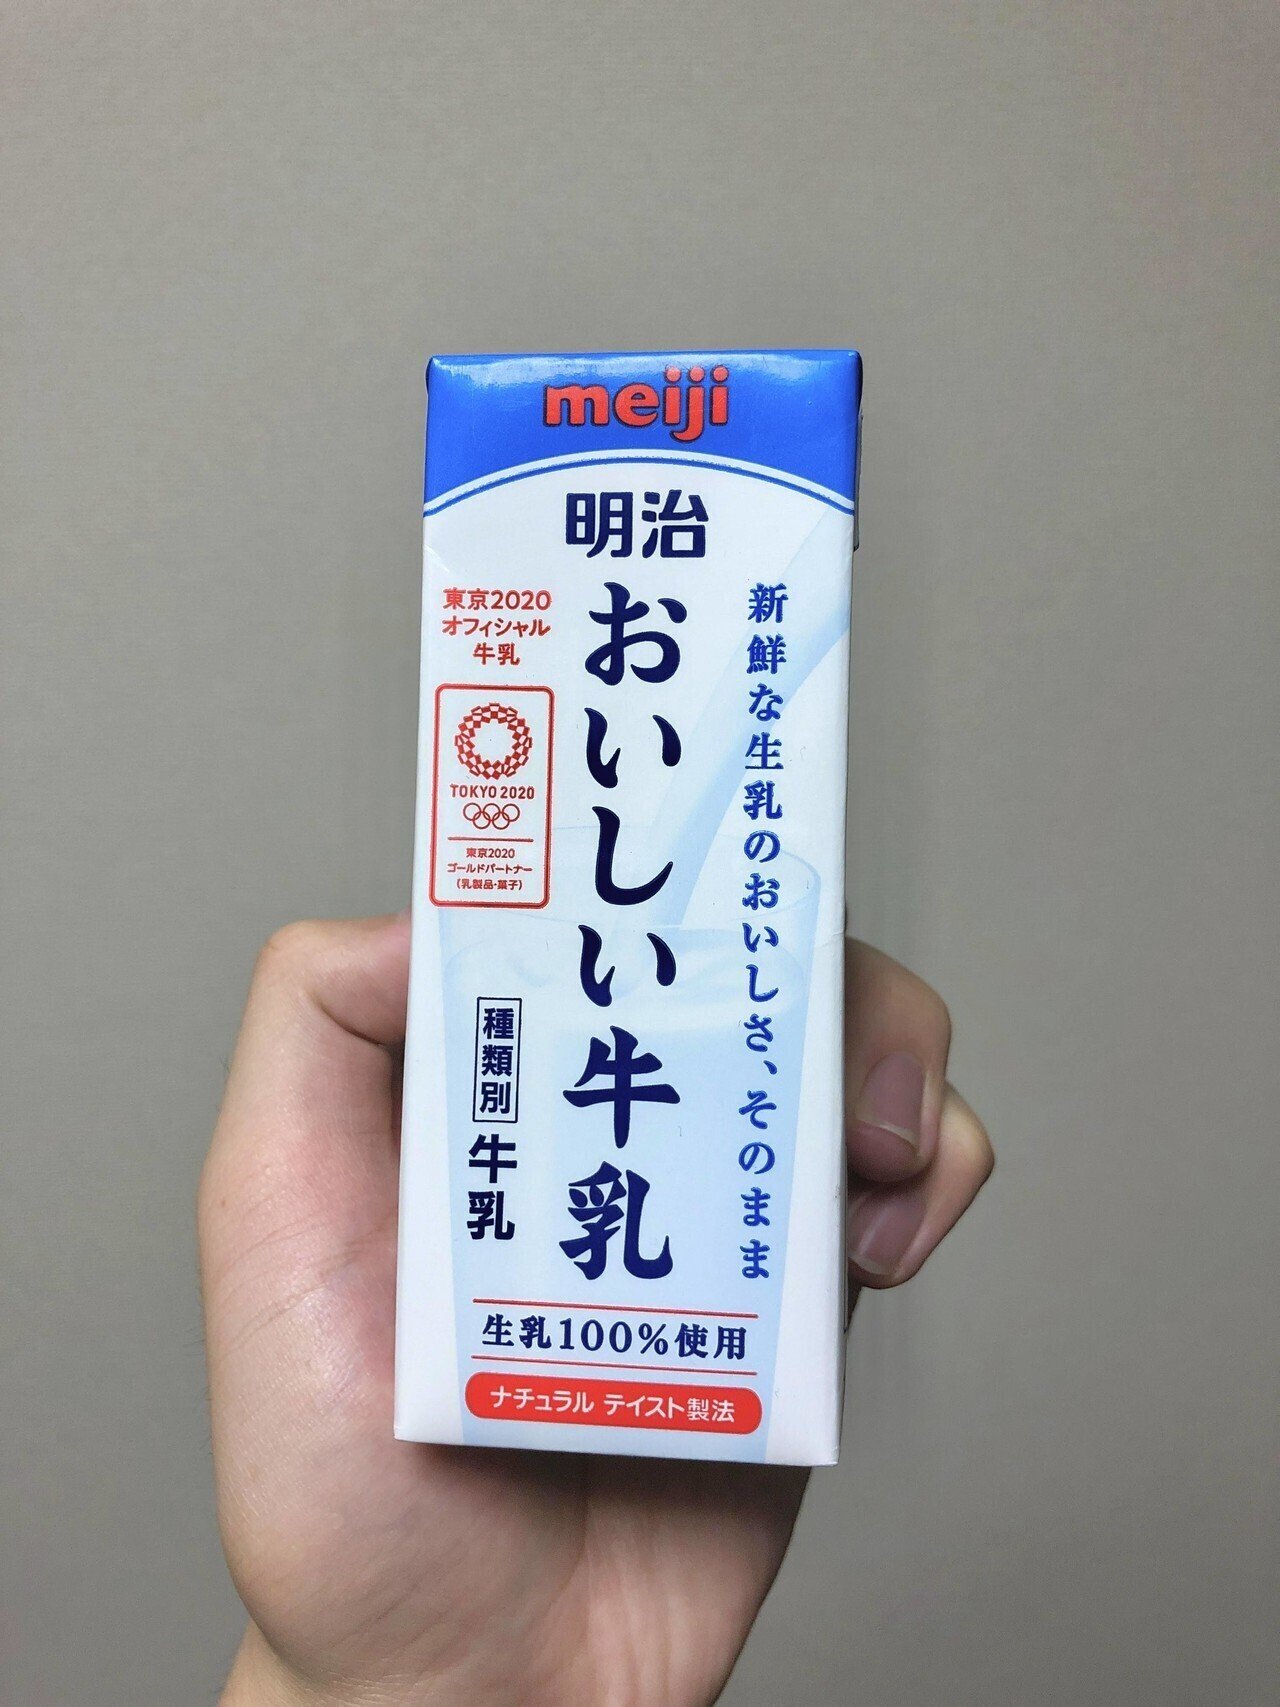 meiji
明治
おいしい牛乳
新鮮な生乳のおいしさ、そのまま
東京2020
オフィシャル
牛乳
TOKYO 2020
東京2020
ゴールドパートナー
(乳製品・菓子)
種類別
牛乳
生乳100%使用
ナチュラル テイスト製法